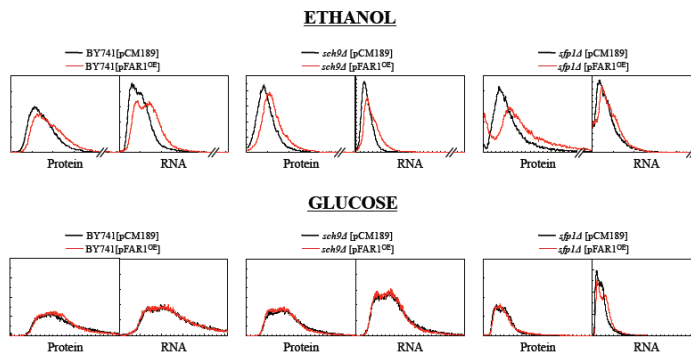 ETHANOL
BY741[pCM189]
BY741[pFAR1OE]
sch9Δ [pCM189]
sch9Δ [pFAR1OE]
sfp1Δ [pCM189]
sfp1Δ [pFAR1OE]
Protein RNA Protein RNA Protein RNA
GLUCOSE
BY741[pCM189]
BY741[pFAR1OE]
sch9Δ [pCM189]
sch9Δ [pFAR1OE]
sfp1Δ [pCM189]
sfp1Δ [pFAR1OE]
Protein RNA Protein RNA Protein RNA